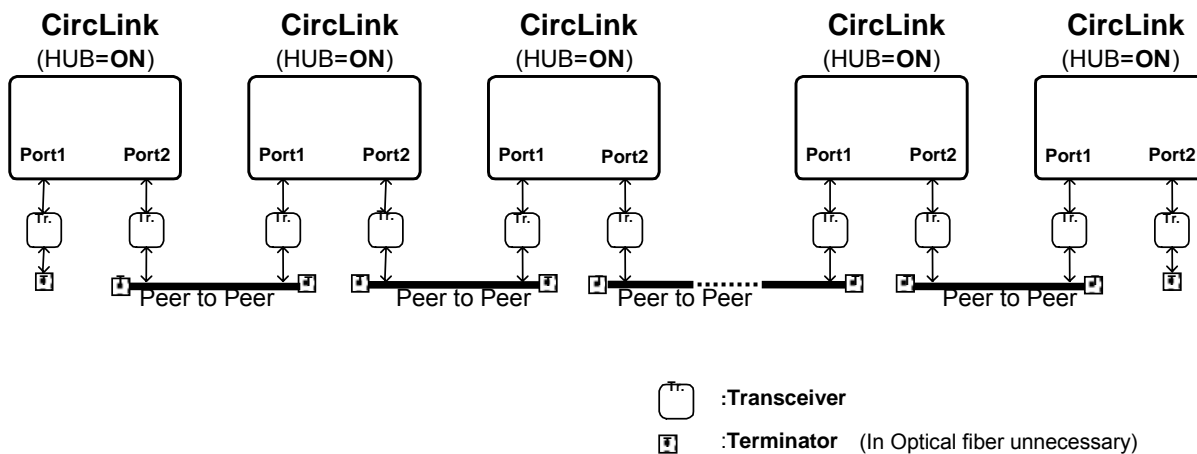 CircLink CircLink CircLink CircLink CircLink
(HUB=ON) (HUB=ON) (HUB=ON) (HUB=ON) (HUB=ON)
Port1 Port2 Port1 Port2 Port1 Port2 Port1 Port2 Port1 Port2
Tr. Tr. Tr. Tr. Tr. Tr. Tr. Tr. Tr. Tr.
Peer to Peer Peer to Peer Peer to Peer Peer to Peer
Tr. :Transceiver
:Terminator (In Optical fiber unnecessary)